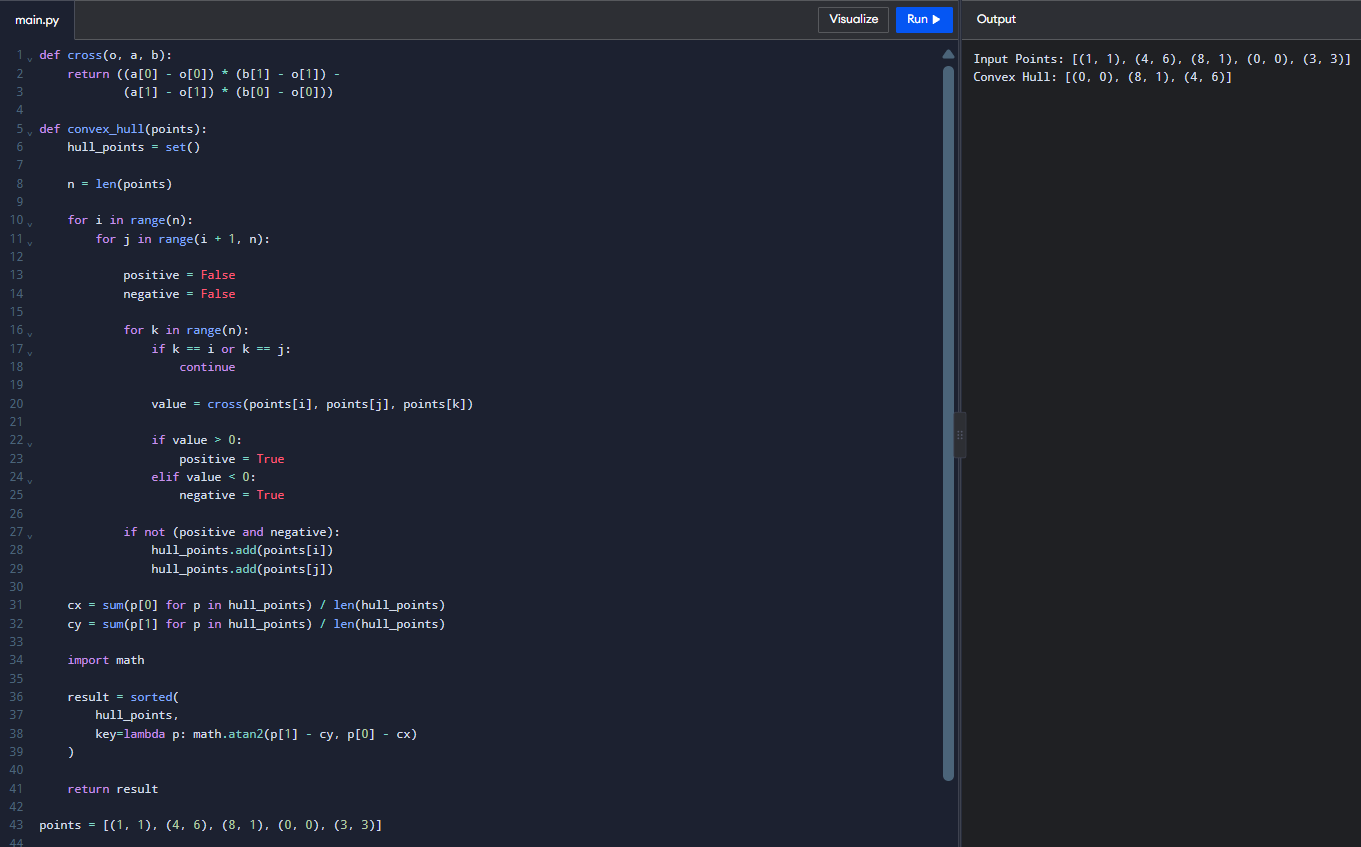 main.py
Visualize
Run
Output
1 def cross(o, a, b):
2     return ((a[0] - o[0]) * (b[1] - o[1]) -
3             (a[1] - o[1]) * (b[0] - o[0]))
4
5 def convex_hull(points):
6     hull_points = set()
7
8     n = len(points)
9
10     for i in range(n):
11         for j in range(i + 1, n):
12
13             positive = False
14             negative = False
15
16             for k in range(n):
17                 if k == i or k == j:
18                     continue
19
20                 value = cross(points[i], points[j], points[k])
21
22                 if value > 0:
23                     positive = True
24                 elif value < 0:
25                     negative = True
26
27             if not (positive and negative):
28                 hull_points.add(points[i])
29                 hull_points.add(points[j])
30
31     cx = sum(p[0] for p in hull_points) / len(hull_points)
32     cy = sum(p[1] for p in hull_points) / len(hull_points)
33
34     import math
35
36     result = sorted(
37         hull_points,
38         key=lambda p: math.atan2(p[1] - cy, p[0] - cx)
39     )
40
41     return result
42
43 points = [(1, 1), (4, 6), (8, 1), (0, 0), (3, 3)]
44
Input Points: [(1, 1), (4, 6), (8, 1), (0, 0), (3, 3)]
Convex Hull: [(0, 0), (8, 1), (4, 6)]